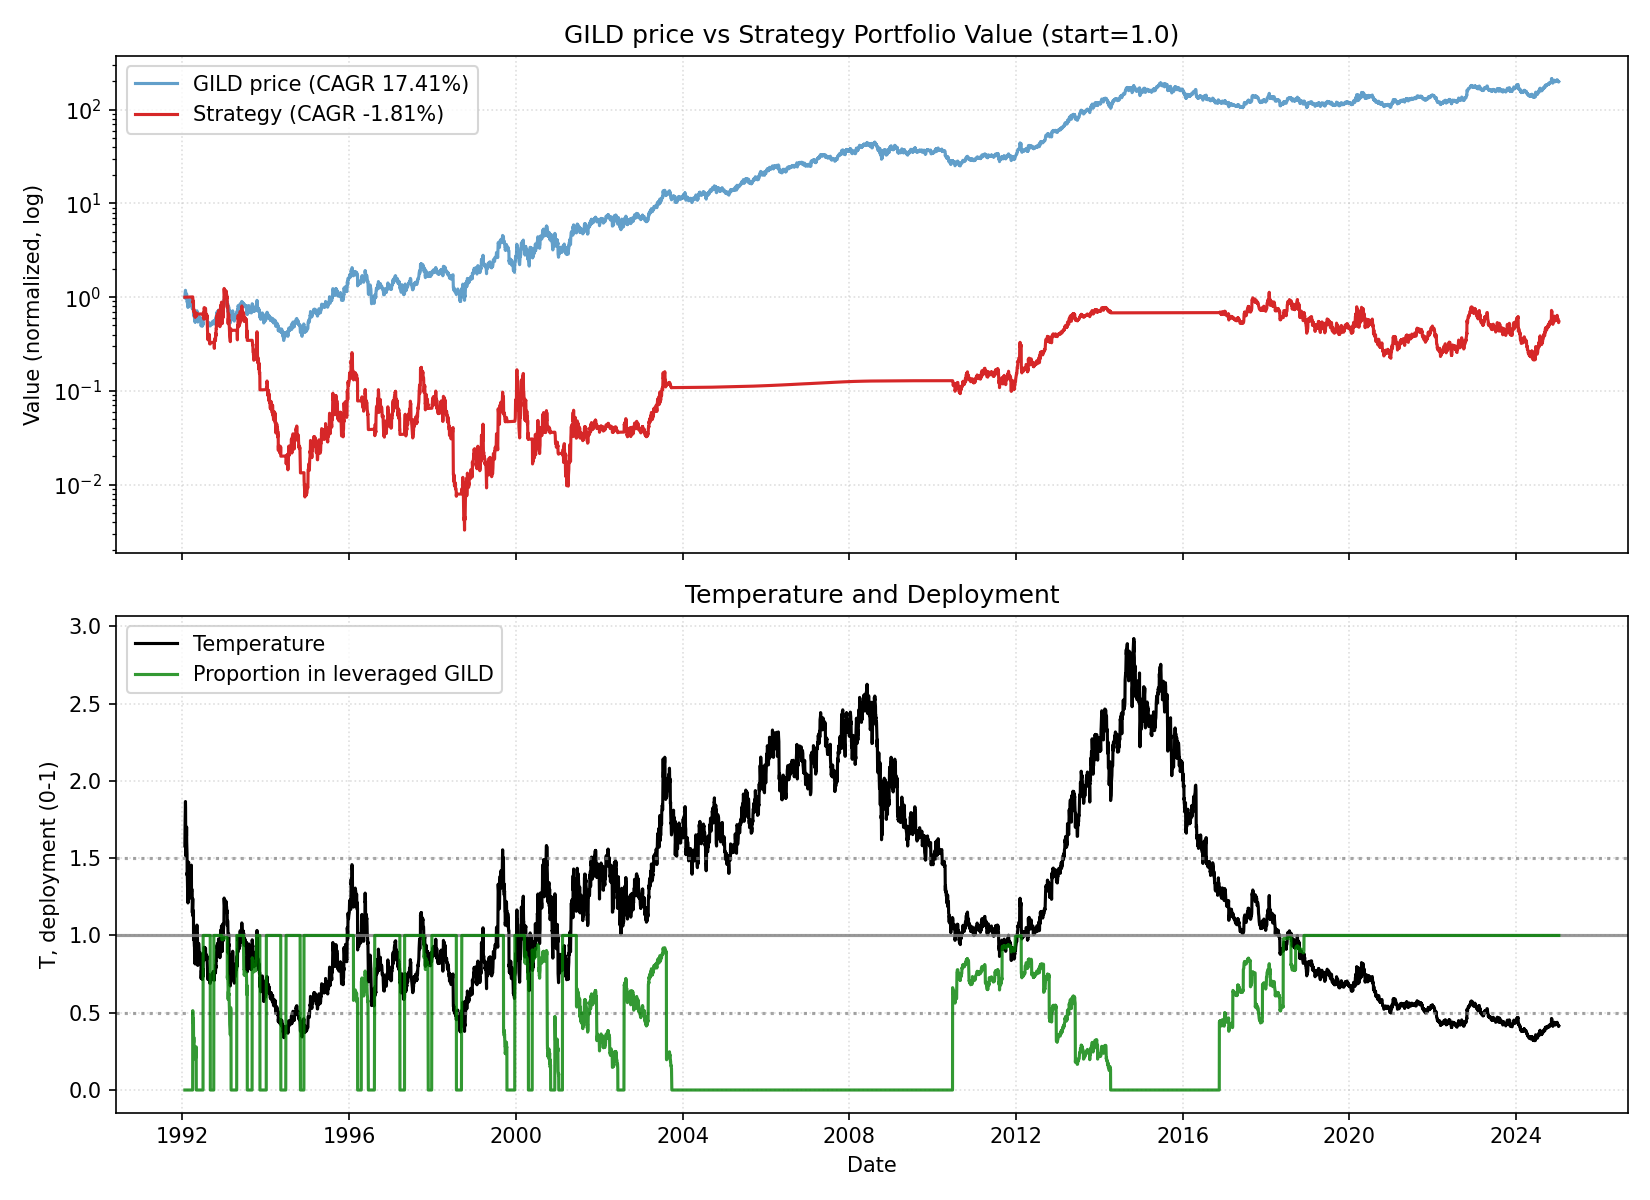 GILD price vs Strategy Portfolio Value (start=1.0)
GILD price (CAGR 17.41%)
Strategy (CAGR -1.81%)
Value (normalized, log)
10²
10¹
10⁰
10⁻¹
10⁻²
Temperature and Deployment
Temperature
Proportion in leveraged GILD
T, deployment (0-1)
3.0
2.5
2.0
1.5
1.0
0.5
0.0
1992 1996 2000 2004 2008 2012 2016 2020 2024
Date